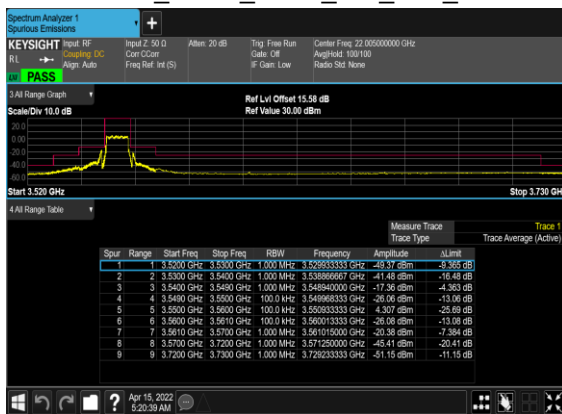 Spectrum Analyzer 1
Spurious Emissions
KEYSIGHT
RL
Input: RF
Coupling: DC
Align: Auto
Input Z: 50 Ω
Corr CCorr
Freq Ref: Int (S)
Atten: 20 dB
Trig: Free Run
Gate: Off
IF Gain: Low
Center Freq: 22.005000000 GHz
Avg|Hold: 100/100
Radio Std: None
PASS
3 All Range Graph
Scale/Div 10.0 dB
Ref Lvl Offset 15.58 dB
Ref Value 30.00 dBm
20.0
0.00
-20.0
-40.0
-60.0
Start 3.520 GHz
Stop 3.730 GH
4 All Range Table
Measure Trace Trace 1
Trace Type Trace Average (Active)
Spur Range Start Freq Stop Freq RBW Frequency Amplitude ΔLimit
1 1 3.5200 GHz 3.5300 GHz 1.000 MHz 3.529933333 GHz -49.37 dBm -9.365 dB
2 2 3.5300 GHz 3.5400 GHz 1.000 MHz 3.538866667 GHz -41.48 dBm -16.48 dB
3 3 3.5400 GHz 3.5490 GHz 1.000 MHz 3.548940000 GHz -17.36 dBm -4.363 dB
4 4 3.5490 GHz 3.5500 GHz 100.0 kHz 3.549968333 GHz -26.06 dBm -13.06 dB
5 5 3.5500 GHz 3.5600 GHz 100.0 kHz 3.550933333 GHz 4.307 dBm -25.69 dB
6 6 3.5600 GHz 3.5610 GHz 100.0 kHz 3.560013333 GHz -26.08 dBm -13.08 dB
7 7 3.5610 GHz 3.5700 GHz 1.000 MHz 3.561015000 GHz -20.38 dBm -7.384 dB
8 8 3.5700 GHz 3.7200 GHz 1.000 MHz 3.571250000 GHz -45.41 dBm -20.41 dB
9 9 3.7200 GHz 3.7300 GHz 1.000 MHz 3.729233333 GHz -51.15 dBm -11.15 dB
Apr 15, 2022
5:20:39 AM